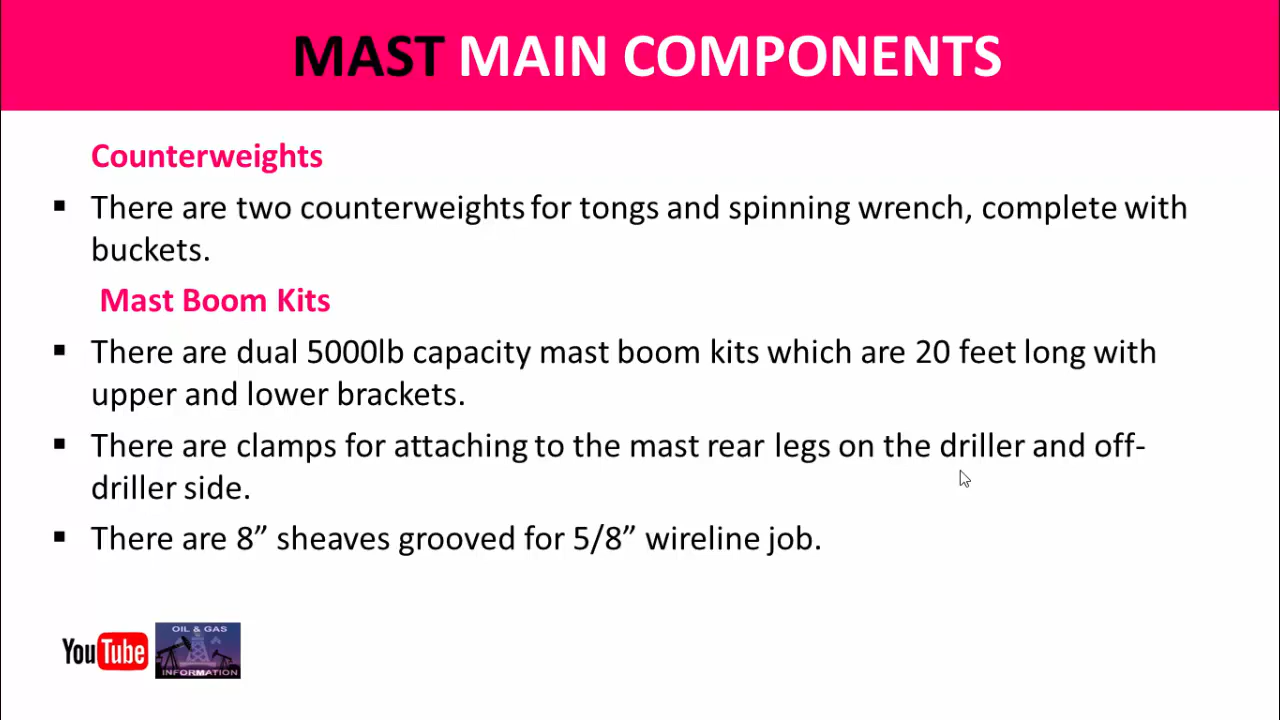 MAST MAIN COMPONENTS
Counterweights
▪ There are two counterweights for tongs and spinning wrench, complete with
buckets.
Mast Boom Kits
▪ There are dual 5000lb capacity mast boom kits which are 20 feet long with
upper and lower brackets.
▪ There are clamps for attaching to the mast rear legs on the driller and off-
driller side.
▪ There are 8” sheaves grooved for 5/8” wireline job.
YouTube
OIL & GAS
INFORMATION